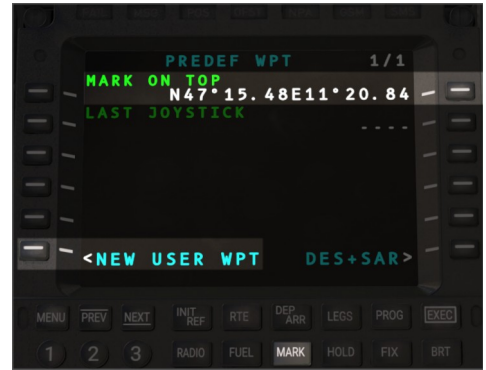 PREDEF WPT 1/1
MARK ON TOP
N47°15.48E11°20.84
LAST JOYSTICK
----
<NEW USER WPT DES+SAR>
MENU PREV NEXT INIT REF RTE DEP ARR LEGS PROG EXEC
1 2 3 RADIO FUEL MARK HOLD FIX BRT